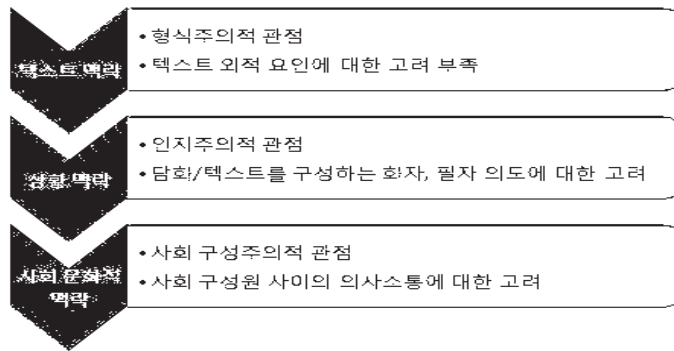 텍스트 맥락
• 형식주의적 관점
• 텍스트 외적 요인에 대한 고려 부족
상황 맥락
• 인지주의적 관점
• 담화/텍스트를 구성하는 화자, 필자 의도에 대한 고려
사회 문화적
맥락
• 사회 구성주의적 관점
• 사회 구성원 사이의 의사소통에 대한 고려